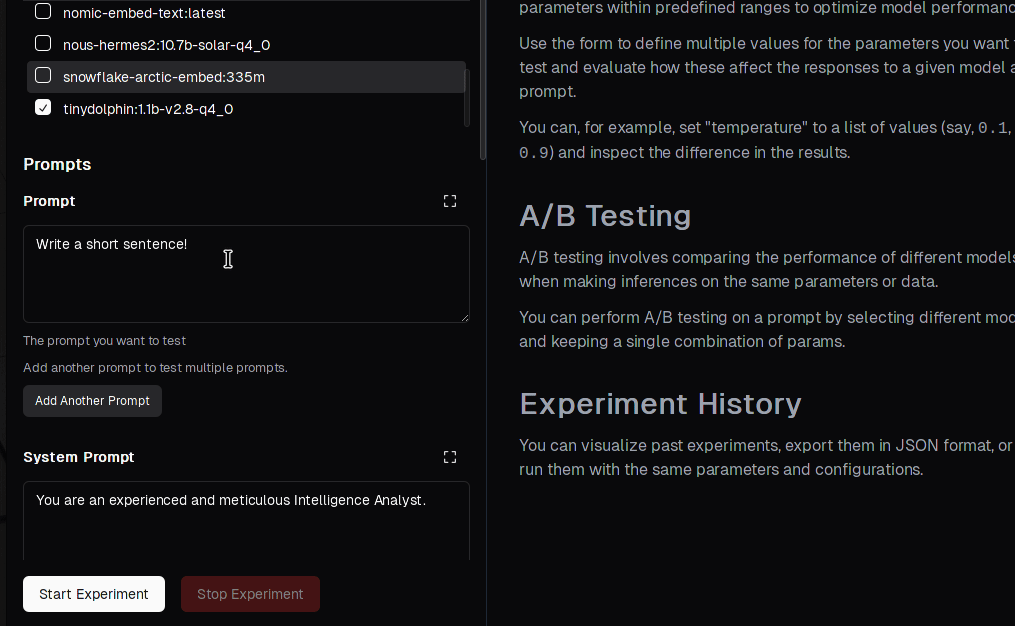 nomic-embed-text:latest
nous-hermes2:10.7b-solar-q4_0
snowflake-arctic-embed:335m
tinydolphin:1.1b-v2.8-q4_0
Prompts
Prompt
Write a short sentence!
The prompt you want to test
Add another prompt to test multiple prompts.
Add Another Prompt
System Prompt
You are an experienced and meticulous Intelligence Analyst.
Start Experiment
Stop Experiment
parameters within predefined ranges to optimize model
Use the form to define multiple values for the parameters you want
test and evaluate how these affect the responses to a given model
prompt.
You can, for example, set "temperature" to a list of values (say, 0.1,
0.9) and inspect the difference in the results.
A/B Testing
A/B testing involves comparing the performance of different models
when making inferences on the same parameters or data.
You can perform A/B testing on a prompt by selecting different
and keeping a single combination of params.
Experiment History
You can visualize past experiments, export them in JSON format, or
run them with the same parameters and configurations.